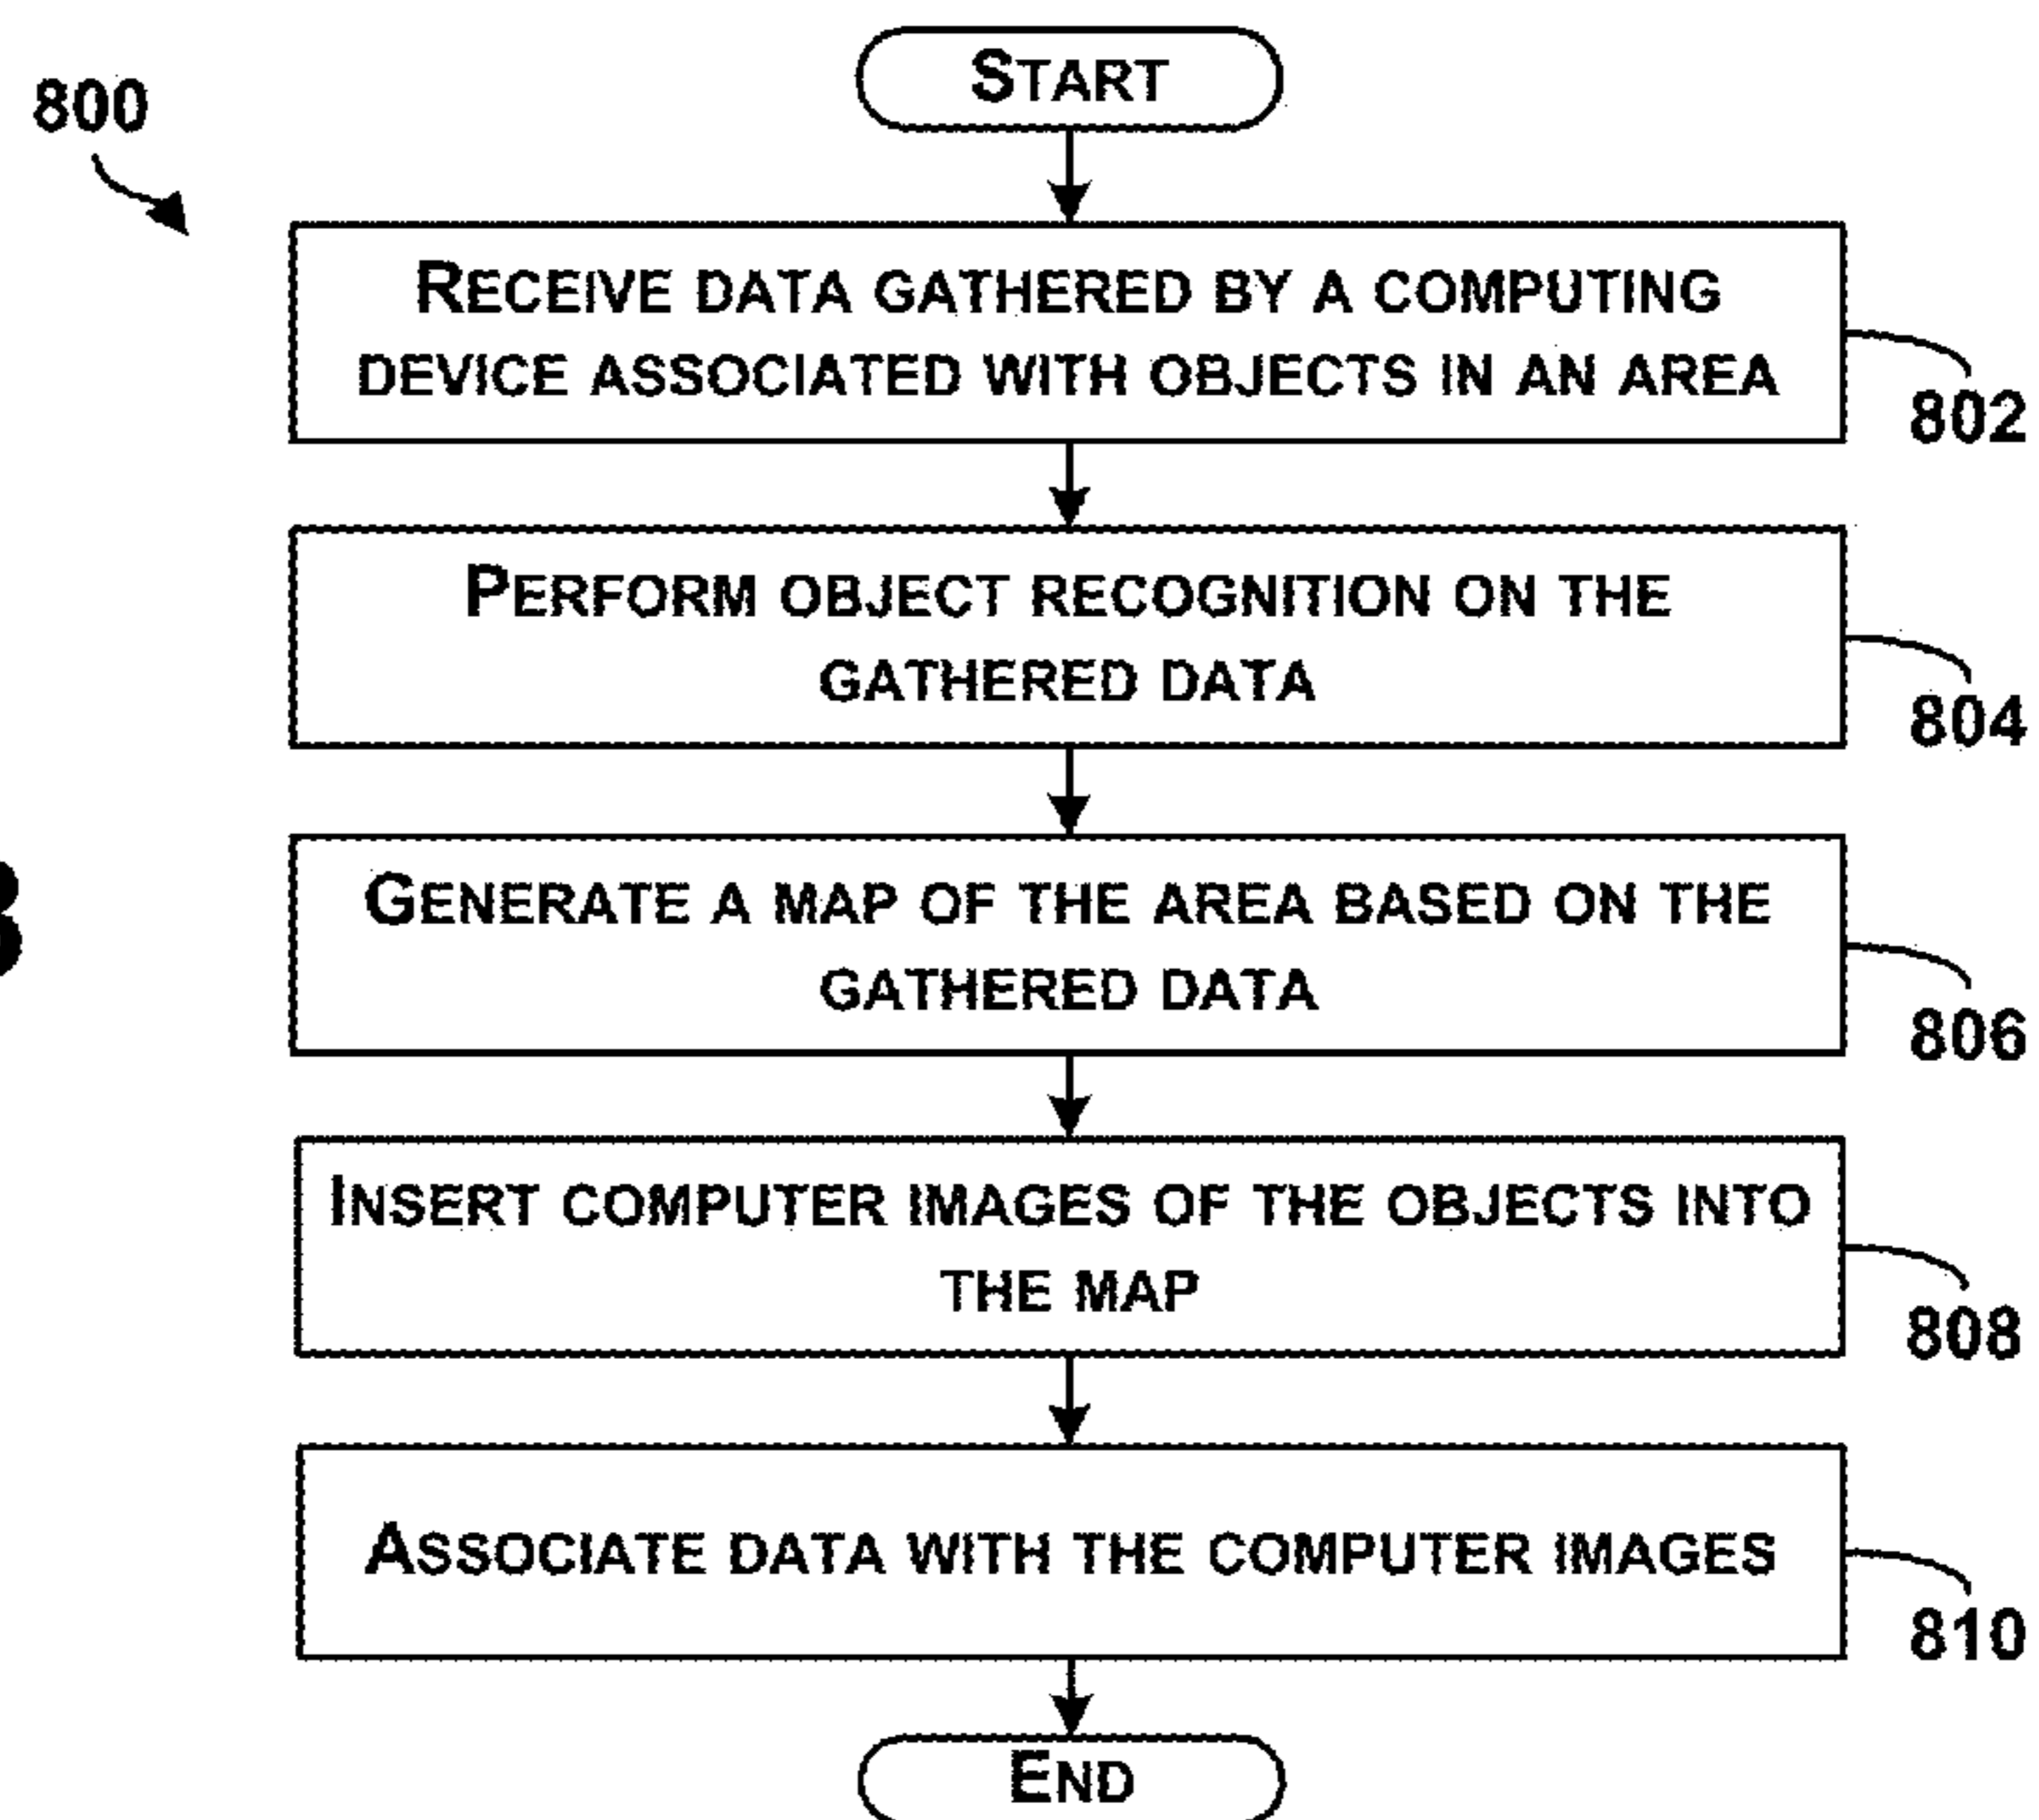 START
800
RECEIVE DATA GATHERED BY A COMPUTING
DEVICE ASSOCIATED WITH OBJECTS IN AN AREA
802
PERFORM OBJECT RECOGNITION ON THE
GATHERED DATA
804
GENERATE A MAP OF THE AREA BASED ON THE
GATHERED DATA
806
INSERT COMPUTER IMAGES OF THE OBJECTS INTO
THE MAP
808
ASSOCIATE DATA WITH THE COMPUTER IMAGES
810
END